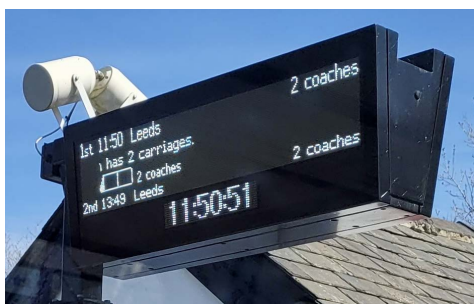 1st 11:50 Leeds 2 coaches
has 2 carriages.
2 coaches
2nd 13:49 Leeds 2 coaches
11:50:51